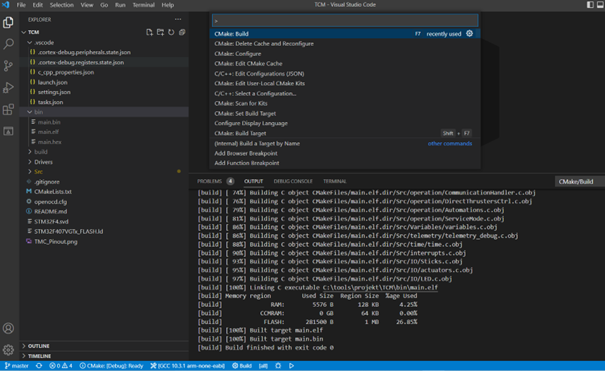 File Edit Selection View Go Run Terminal Help
TCM - Visual Studio Code
EXPLORER
TCM
.vscode
.cortex-debug.peripherals.state.json
.cortex-debug.registers.state.json
c_cpp_properties.json
launch.json
settings.json
tasks.json
bin
main.bin
main.elf
main.hex
build
Drivers
Src
.gitignore
CMakeLists.txt
openocd.cfg
README.md
STM32F4.svd
STM32F407VGTx_FLASH.ld
TMC_Pinout.png
OUTLINE
TIMELINE
>
CMake: Build F7 recently used
CMake: Delete Cache and Reconfigure
CMake: Configure
CMake: Edit CMake Cache
C/C++: Edit Configurations (JSON)
CMake: Edit User-Local CMake Kits
C/C++: Select a Configuration...
CMake: Scan for Kits
CMake: Set Build Target
Configure Display Language
CMake: Build Target Shift + F7
(Internal) Build a Target by Name other commands
Add Browser Breakpoint
Add Function Breakpoint
PROBLEMS 4 OUTPUT DEBUG CONSOLE TERMINAL CMake/Build
[build] [ 74%] Building C object CMakeFiles/main.elf.dir/Src/operation/CommunicationHandler.c.obj
[build] [ 76%] Building C object CMakeFiles/main.elf.dir/Src/operation/DirectThrustersCtrl.c.obj
[build] [ 79%] Building C object CMakeFiles/main.elf.dir/Src/operation/Automations.c.obj
[build] [ 81%] Building C object CMakeFiles/main.elf.dir/Src/operation/ServiceMode.c.obj
[build] [ 83%] Building C object CMakeFiles/main.elf.dir/Src/Variables/variables.c.obj
[build] [ 86%] Building C object CMakeFiles/main.elf.dir/Src/telemetry/telemetry_debug.c.obj
[build] [ 88%] Building C object CMakeFiles/main.elf.dir/Src/time/time.c.obj
[build] [ 90%] Building C object CMakeFiles/main.elf.dir/Src/interrupts.c.obj
[build] [ 93%] Building C object CMakeFiles/main.elf.dir/Src/IO/Sticks.c.obj
[build] [ 95%] Building C object CMakeFiles/main.elf.dir/Src/IO/actuators.c.obj
[build] [ 97%] Building C object CMakeFiles/main.elf.dir/Src/IO/LED.c.obj
[build] [100%] Linking C executable C:\tools\projekt\TCM\bin\main.elf
[build] Memory region Used Size Region Size %age Used
[build] RAM: 5576 B 128 KB 4.25%
[build] CCMRAM: 0 GB 64 KB 0.00%
[build] FLASH: 281500 B 1 MB 26.85%
[build] [100%] Built target main.elf
[build] [100%] Built target main.bin
[build] Build finished with exit code 0
master 0 4 CMake: [Debug]: Ready [GCC 10.3.1 arm-none-eabi] Build [all]